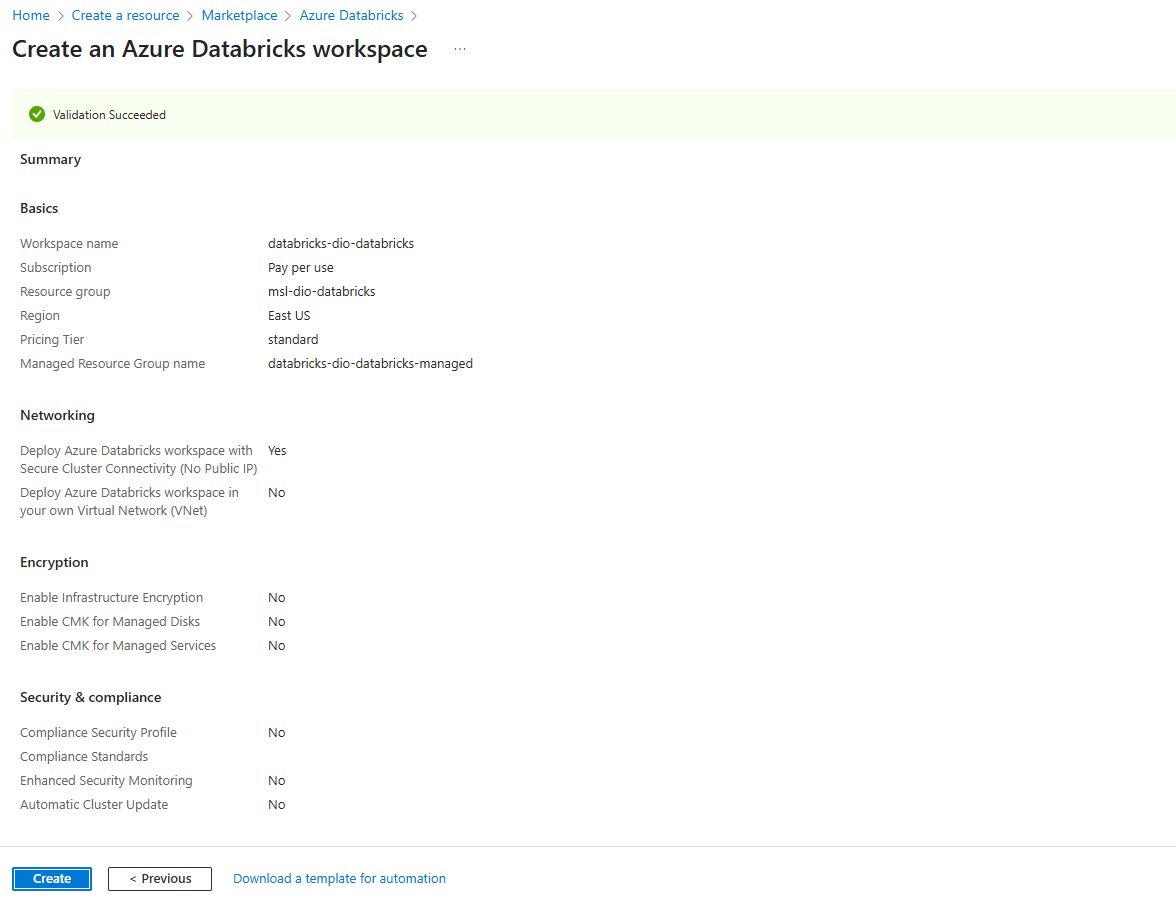 Home > Create a resource > Marketplace > Azure Databricks >
Create an Azure Databricks workspace ...
Validation Succeeded
Summary
Basics
Workspace name databricks-dio-databricks
Subscription Pay per use
Resource group msl-dio-databricks
Region East US
Pricing Tier standard
Managed Resource Group name databricks-dio-databricks-managed
Networking
Deploy Azure Databricks workspace with Yes
Secure Cluster Connectivity (No Public IP)
Deploy Azure Databricks workspace in No
your own Virtual Network (VNet)
Encryption
Enable Infrastructure Encryption No
Enable CMK for Managed Disks No
Enable CMK for Managed Services No
Security & compliance
Compliance Security Profile No
Compliance Standards
Enhanced Security Monitoring No
Automatic Cluster Update No
Create < Previous Download a template for automation